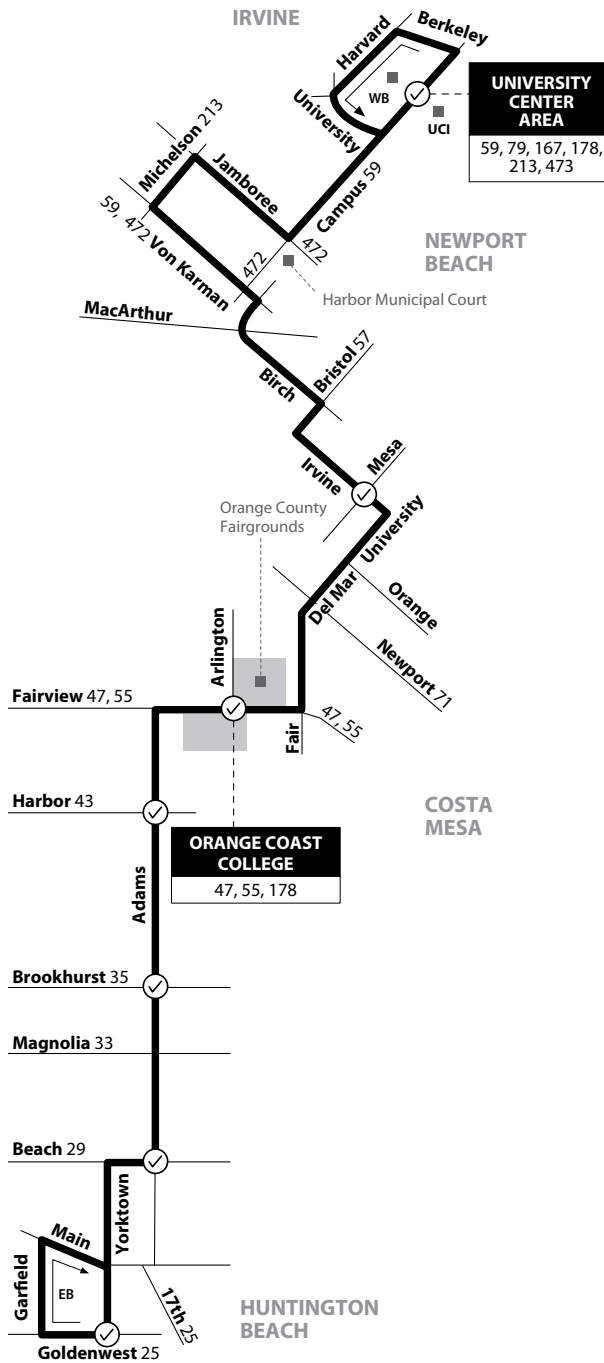 IRVINE
Harvard
Berkeley
WB
University
UCI
UNIVERSITY
CENTER
AREA
59, 79, 167, 178,
213, 473
Michelson 213
Jamboree
Campus 59
59, 472
Von Karman
472
472
NEWPORT
BEACH
Harbor Municipal Court
MacArthur
Birch
Bristol 57
Irvine
Mesa
University
Orange County
Fairgrounds
Del Mar
Orange
Newport 71
Arlington
Fairview 47, 55
Fair
47, 55
Harbor 43
COSTA
MESA
ORANGE COAST
COLLEGE
47, 55, 178
Adams
Brookhurst 35
Magnolia 33
Beach 29
Yorktown
Main
Garfield
EB
17th 25
HUNTINGTON
BEACH
Goldenwest 25